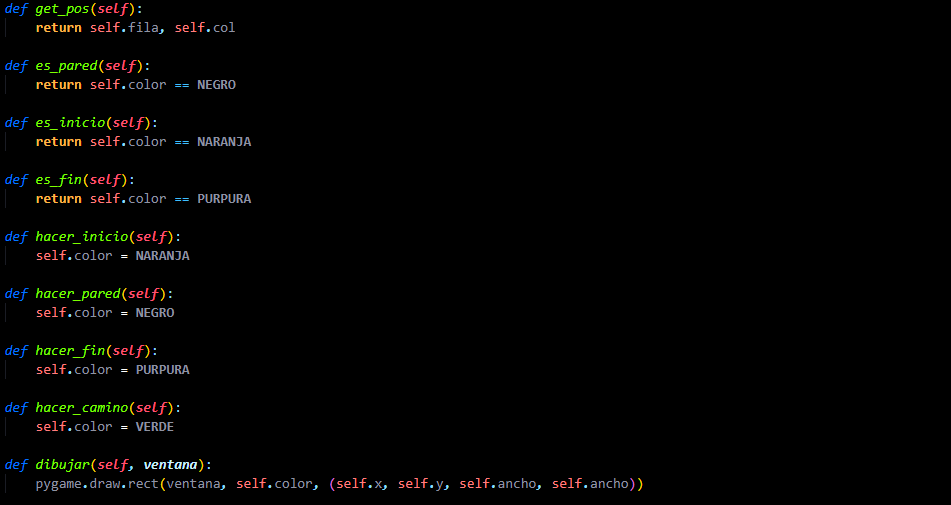 def get_pos(self):
    return self.fila, self.col

def es_pared(self):
    return self.color == NEGRO

def es_inicio(self):
    return self.color == NARANJA

def es_fin(self):
    return self.color == PURPURA

def hacer_inicio(self):
    self.color = NARANJA

def hacer_pared(self):
    self.color = NEGRO

def hacer_fin(self):
    self.color = PURPURA

def hacer_camino(self):
    self.color = VERDE

def dibujar(self, ventana):
    pygame.draw.rect(ventana, self.color, (self.x, self.y, self.ancho, self.ancho))